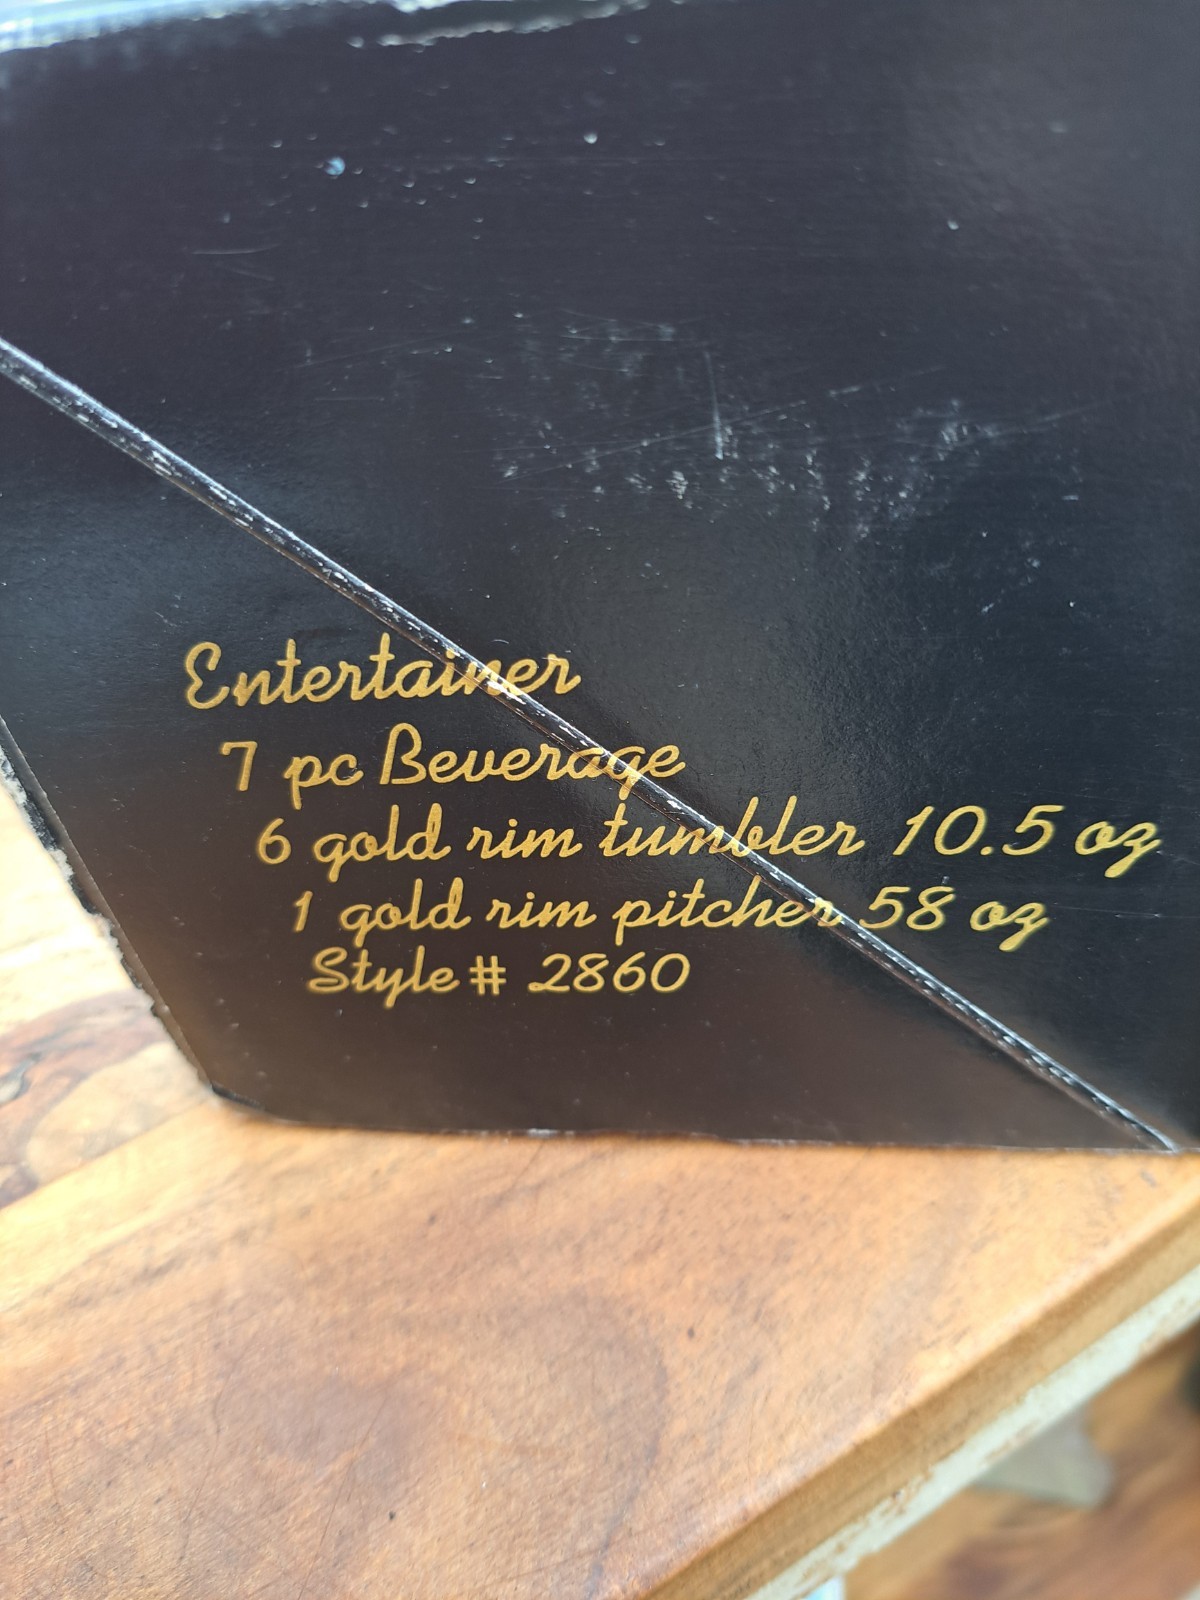 Entertainer
7 pc Beverage
6 gold rim tumbler 10.5 oz
1 gold rim pitcher 58 oz
Style # 2860